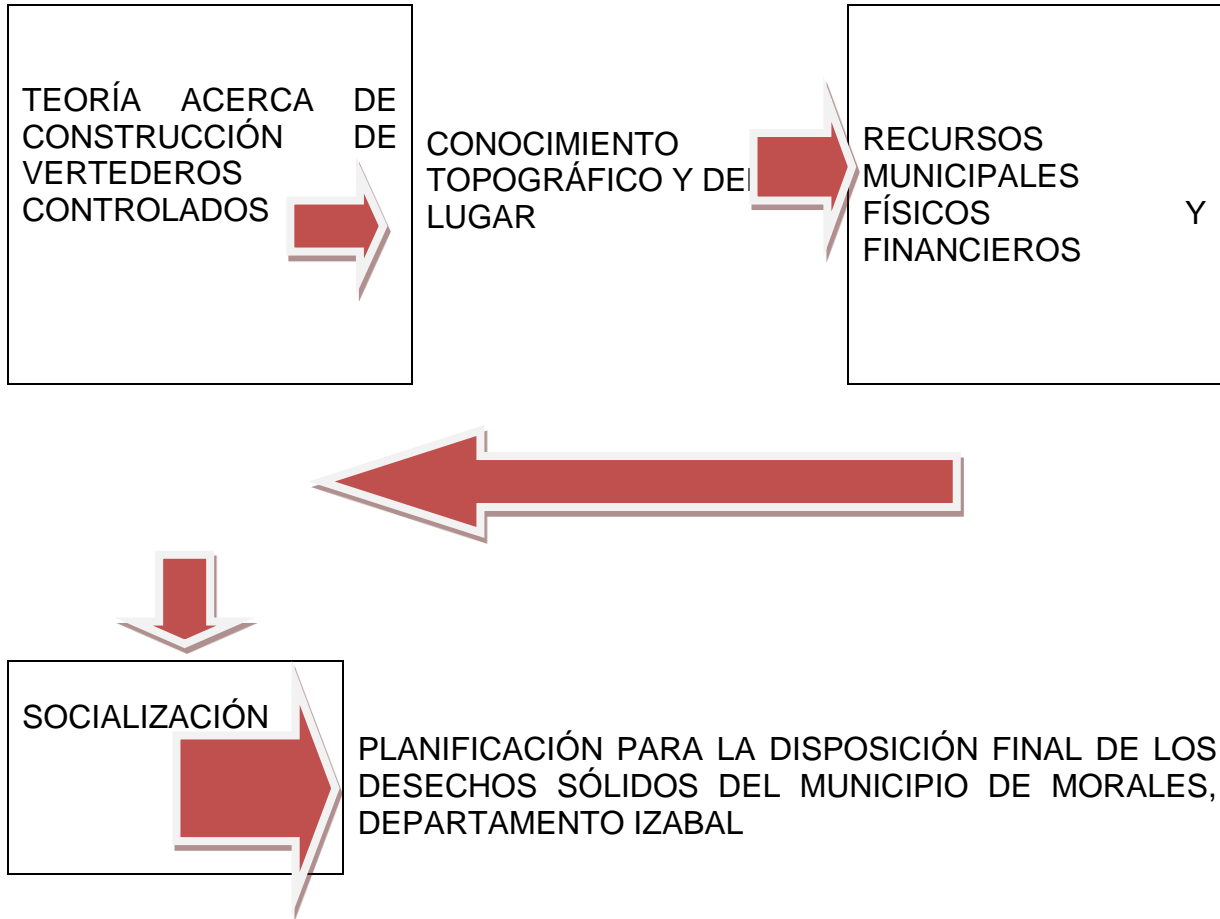 TEORÍA ACERCA DE
CONSTRUCCIÓN DE
VERTEDEROS
CONTROLADOS
CONOCIMIENTO
TOPOGRÁFICO Y DEL
LUGAR
RECURSOS
MUNICIPALES
FÍSICOS Y
FINANCIEROS
SOCIALIZACIÓN
PLANIFICACIÓN PARA LA DISPOSICIÓN FINAL DE LOS
DESECHOS SÓLIDOS DEL MUNICIPIO DE MORALES,
DEPARTAMENTO IZABAL